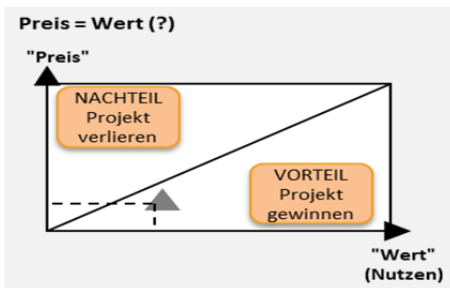 Preis = Wert (?)
"Preis"
NACHTEIL
Projekt
verlieren
VORTEIL
Projekt
gewinnen
"Wert"
(Nutzen)